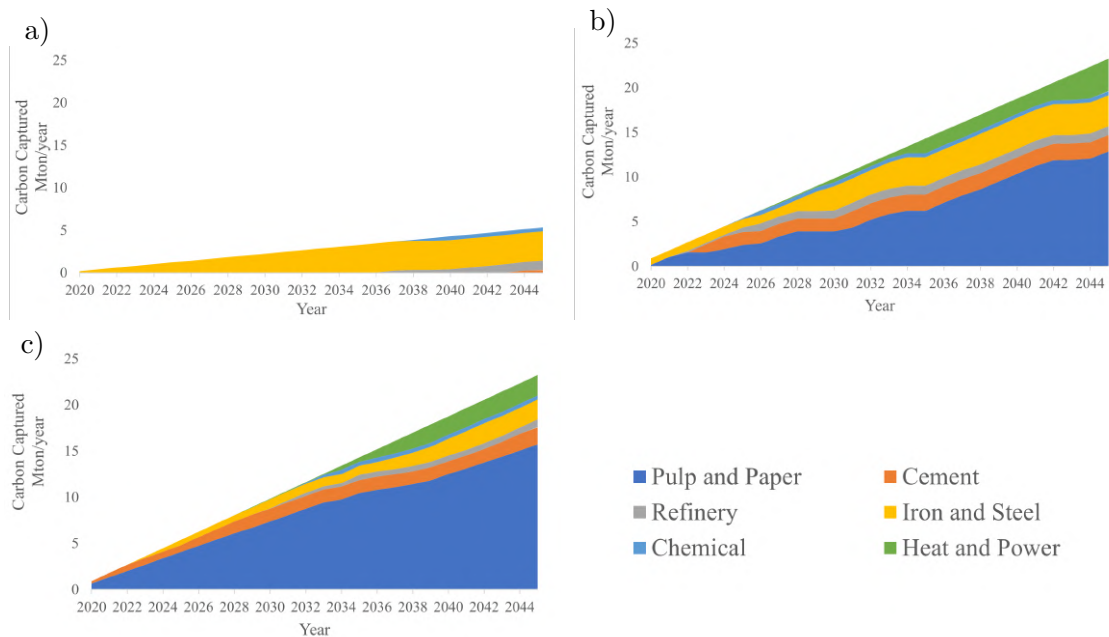 a)
25
20
15
10
5
0
Carbon Captured
Mton/year
2020 2022 2024 2026 2028 2030 2032 2034 2036 2038 2040 2042 2044
Year
b)
25
20
15
10
5
0
Carbon Captured
Mton/year
2020 2022 2024 2026 2028 2030 2032 2034 2036 2038 2040 2042 2044
Year
c)
25
20
15
10
5
0
Carbon Captured
Mton/year
2020 2022 2024 2026 2028 2030 2032 2034 2036 2038 2040 2042 2044
Year
Pulp and Paper
Cement
Refinery
Iron and Steel
Chemical
Heat and Power